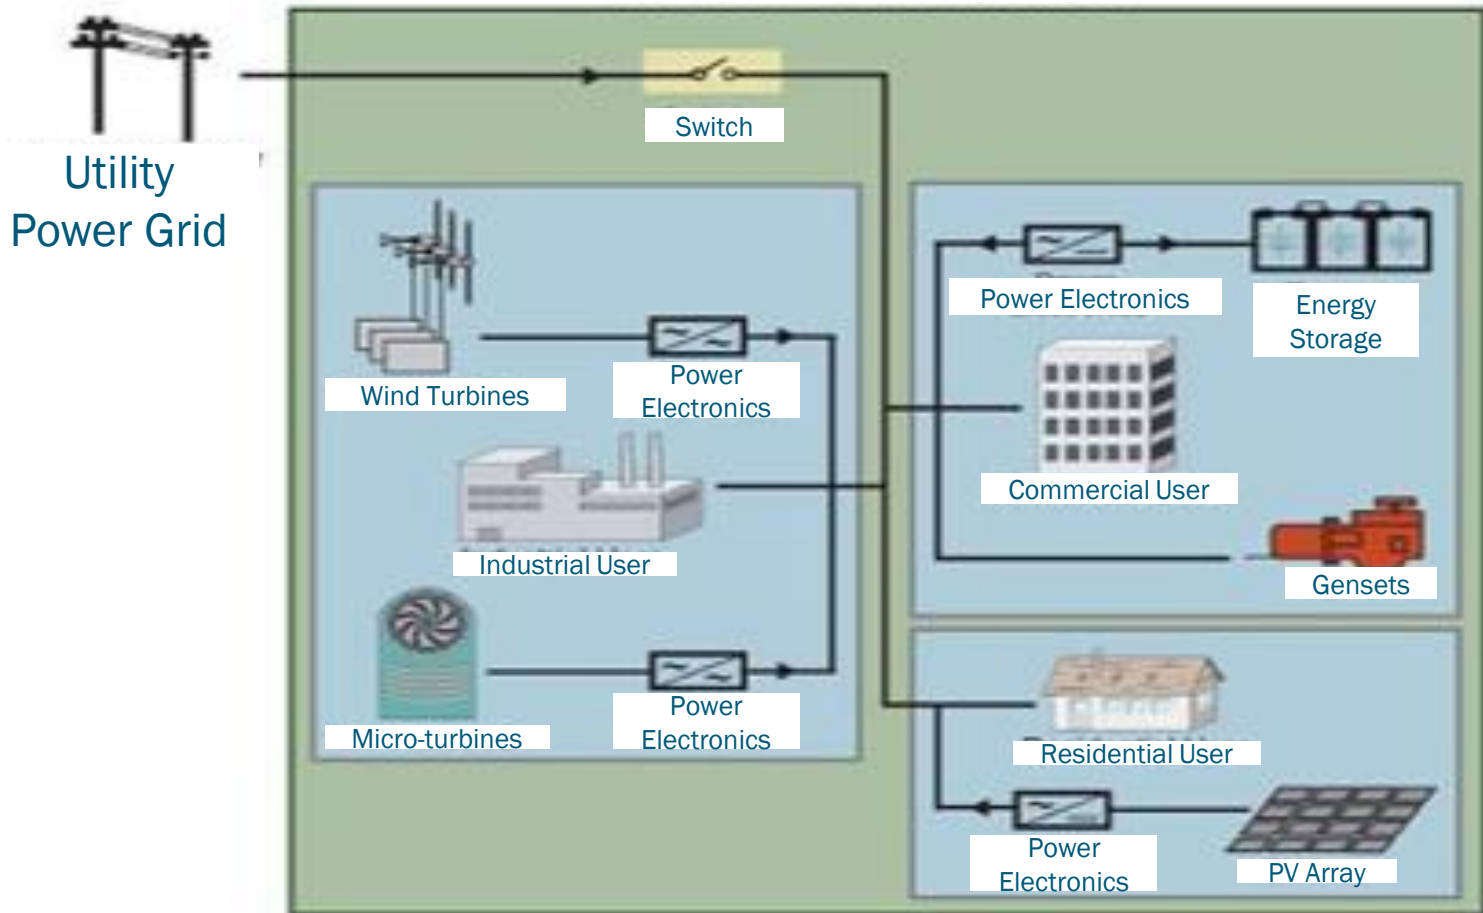 Utility
Power Grid
Switch
Wind Turbines
Power
Electronics
Industrial User
Micro-turbines
Power
Electronics
Power Electronics
Energy
Storage
Commercial User
Gensets
Residential User
Power
Electronics
PV Array